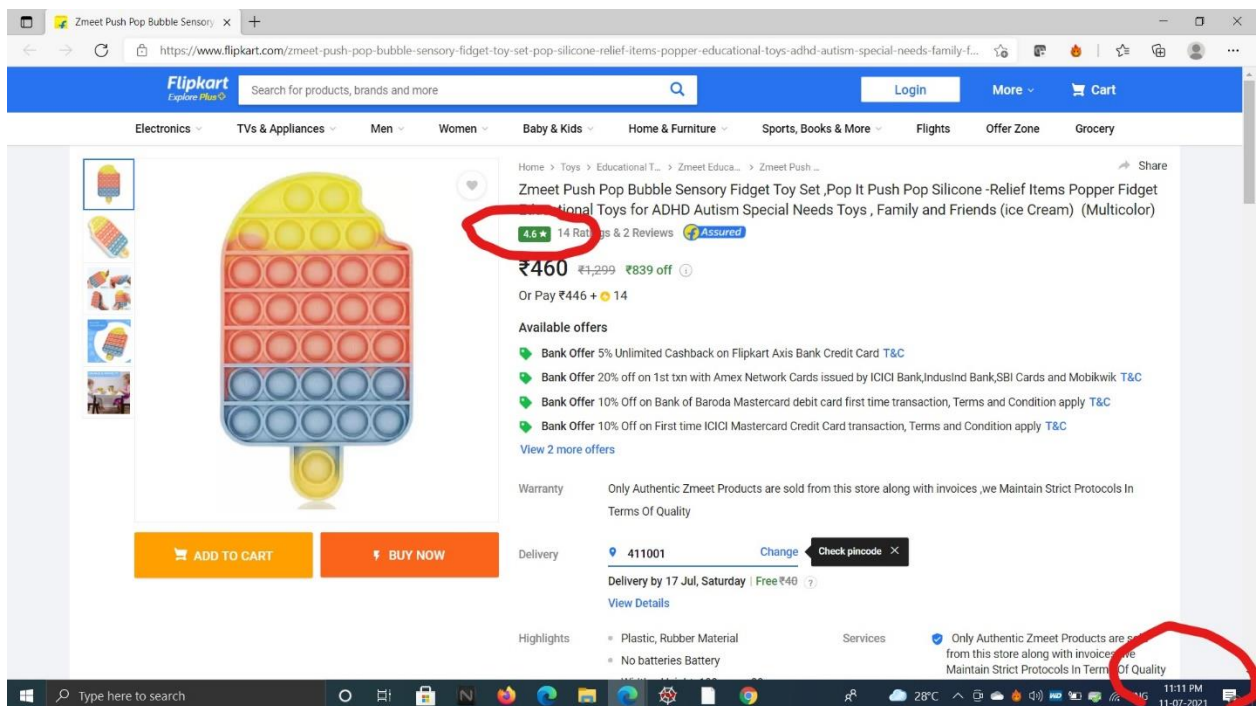 Zmeet Push Pop Bubble Sensory
https://www.flipkart.com/zmeet-push-pop-bubble-sensory-fidget-toy-set-pop-silicone-relief-items-popper-educational-toys-adhd-autism-special-needs-family-f...
Flipkart
Explore Plus
Search for products, brands and more
Login
More
Cart
Electronics
TVs & Appliances
Men
Women
Baby & Kids
Home & Furniture
Sports, Books & More
Flights
Offer Zone
Grocery
Home > Toys > Educational T... > Zmeet Educa... > Zmeet Push ...
Share
Zmeet Push Pop Bubble Sensory Fidget Toy Set ,Pop It Push Pop Silicone -Relief Items Popper Fidget
Educational Toys for ADHD Autism Special Needs Toys , Family and Friends (ice Cream) (Multicolor)
4.6 ★ 14 Ratings & 2 Reviews Assured
₹460 ₹1,299 ₹839 off
Or Pay ₹446 + 14
Available offers
Bank Offer 5% Unlimited Cashback on Flipkart Axis Bank Credit Card T&C
Bank Offer 20% off on 1st txn with Amex Network Cards issued by ICICI Bank,IndusInd Bank,SBI Cards and Mobikwik T&C
Bank Offer 10% Off on Bank of Baroda Mastercard debit card first time transaction, Terms and Condition apply T&C
Bank Offer 10% Off on First time ICICI Mastercard Credit Card transaction, Terms and Condition apply T&C
View 2 more offers
Warranty
Only Authentic Zmeet Products are sold from this store along with invoices ,we Maintain Strict Protocols In
Terms Of Quality
ADD TO CART
BUY NOW
Delivery
411001
Change
Check pincode ×
Delivery by 17 Jul, Saturday | Free ₹40 ?
View Details
Highlights
Plastic, Rubber Material
No batteries Battery
Services
Only Authentic Zmeet Products are sold
from this store along with invoices ,we
Maintain Strict Protocols In Terms Of Quality
Type here to search
28°C
11:11 PM
11-07-2021